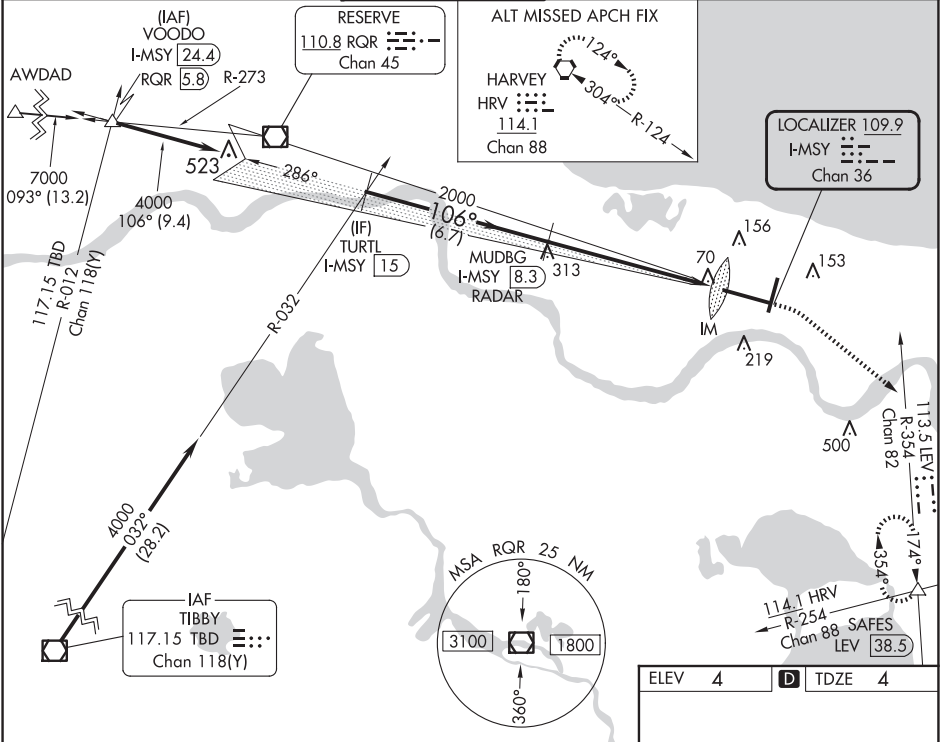 (IAF)
VOODO
I-MSY 24.4
RQR 5.8
AWDAD
R-273
RESERVE
110.8 RQR
Chan 45
ALT MISSED APCH FIX
124°
304°
R-124
HARVEY
HRV
114.1
Chan 88
LOCALIZER 109.9
I-MSY
Chan 36
7000
093° (13.2)
4000
106° (9.4)
523
286°
2000
106°
(6.7)
(IF)
TURTL
I-MSY 15
MUDBG
I-MSY 8.3
RADAR
313
70
156
153
IM
219
500
117.15 TBD
R-012
Chan 118(Y)
R-032
4000
032°
(28.2)
IAF
TIBBY
117.15 TBD
Chan 118(Y)
MSA RQR 25 NM
180°
3100
1800
360°
113.5 LEV
R-354
Chan 82
354°
174°
114.1 HRV
R-254
Chan 88
SAFES
LEV 38.5
ELEV 4 D TDZE 4